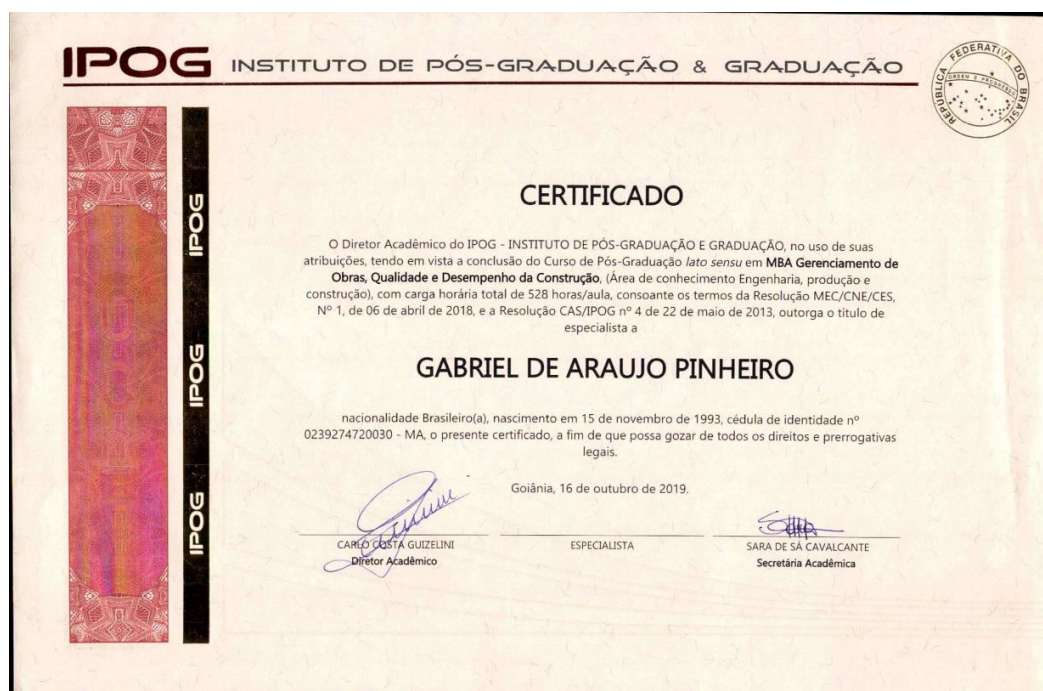 IPOG INSTITUTO DE PÓS-GRADUAÇÃO & GRADUAÇÃO
REPÚBLICA FEDERATIVA DO BRASIL
ORDEM E PROGRESSO
IPOG
IPOG
IPOG
CERTIFICADO
O Diretor Acadêmico do IPOG - INSTITUTO DE PÓS-GRADUAÇÃO E GRADUAÇÃO, no uso de suas
atribuições, tendo em vista a conclusão do Curso de Pós-Graduação lato sensu em MBA Gerenciamento de
Obras, Qualidade e Desempenho da Construção, (Área de conhecimento Engenharia, produção e
construção), com carga horária total de 528 horas/aula, consoante os termos da Resolução MEC/CNE/CES,
Nº 1, de 06 de abril de 2018, e a Resolução CAS/IPOG nº 4 de 22 de maio de 2013, outorga o titulo de
especialista a
GABRIEL DE ARAUJO PINHEIRO
nacionalidade Brasileiro(a), nascimento em 15 de novembro de 1993, cédula de identidade nº
0239274720030 - MA, o presente certificado, a fim de que possa gozar de todos os direitos e prerrogativas
legais.
Goiânia, 16 de outubro de 2019.
CARLO COSTA GUIZELINI
Diretor Acadêmico
ESPECIALISTA
SARA DE SÁ CAVALCANTE
Secretária Acadêmica